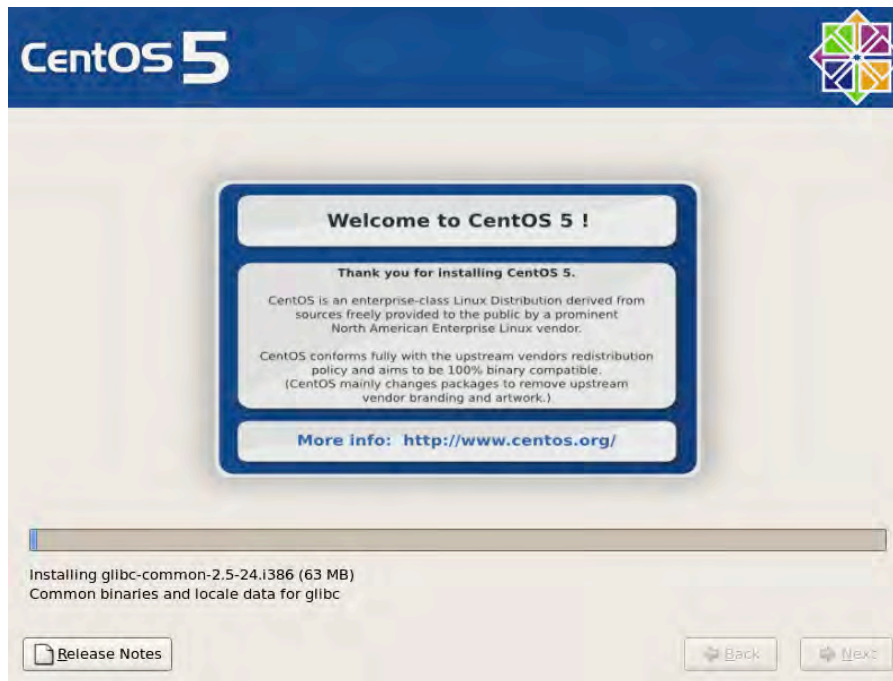 CentOS 5
Welcome to CentOS 5 !
Thank you for installing CentOS 5.
CentOS is an enterprise-class Linux Distribution derived from
sources freely provided to the public by a prominent
North American Enterprise Linux vendor.
CentOS conforms fully with the upstream vendors redistribution
policy and aims to be 100% binary compatible.
(CentOS mainly changes packages to remove upstream
vendor branding and artwork.)
More info: http://www.centos.org/
Installing glibc-common-2.5-24.i386 (63 MB)
Common binaries and locale data for glibc
Release Notes
Back
Next